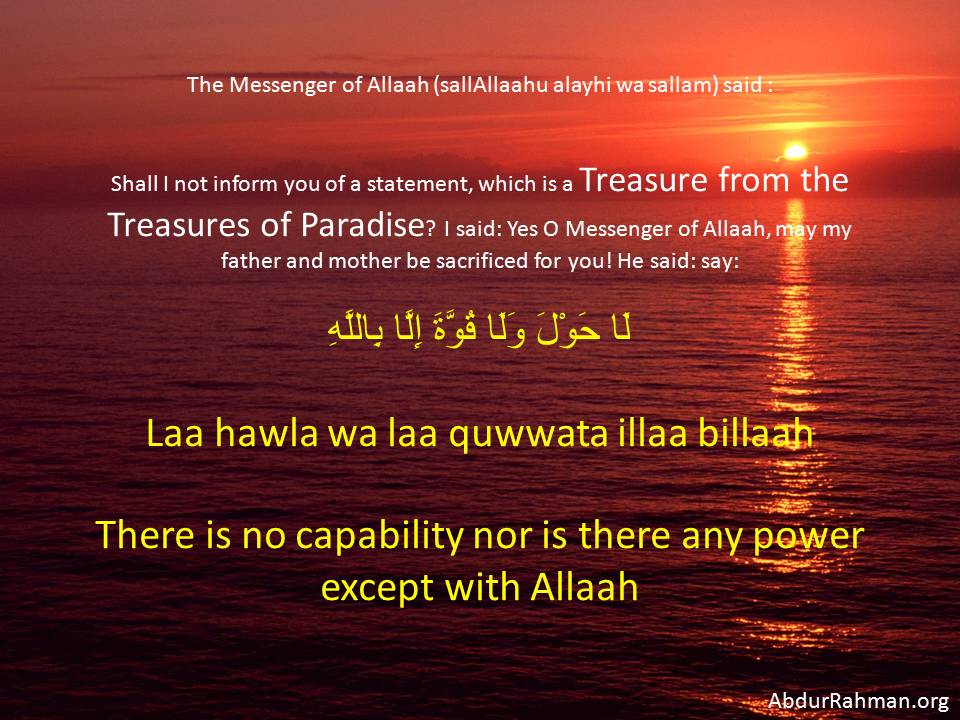 The Messenger of Allaah (sallAllaahu alayhi wa sallam) said :
Shall I not inform you of a statement, which is a Treasure from the
Treasures of Paradise? I said: Yes O Messenger of Allaah, may my
father and mother be sacrificed for you! He said: say:
لَا حَوْلَ وَلَا قُوَّةَ إِلَّا بِاللَّهِ
Laa hawla wa laa quwwata illaa billaah
There is no capability nor is there any power
except with Allaah
AbdurRahman.org